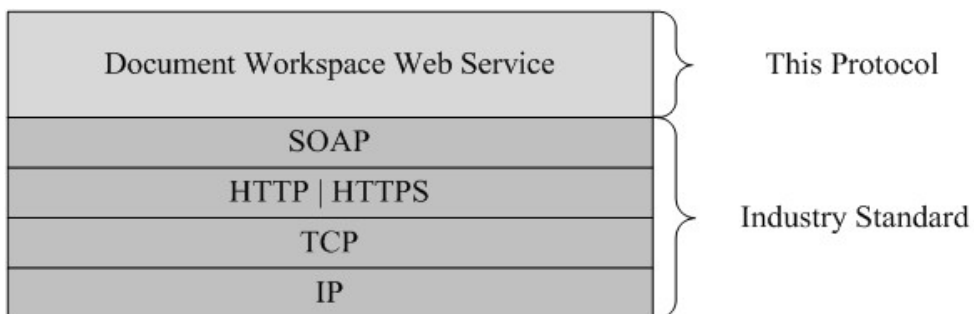 Document Workspace Web Service
This Protocol
SOAP
HTTP | HTTPS
TCP
Industry Standard
IP